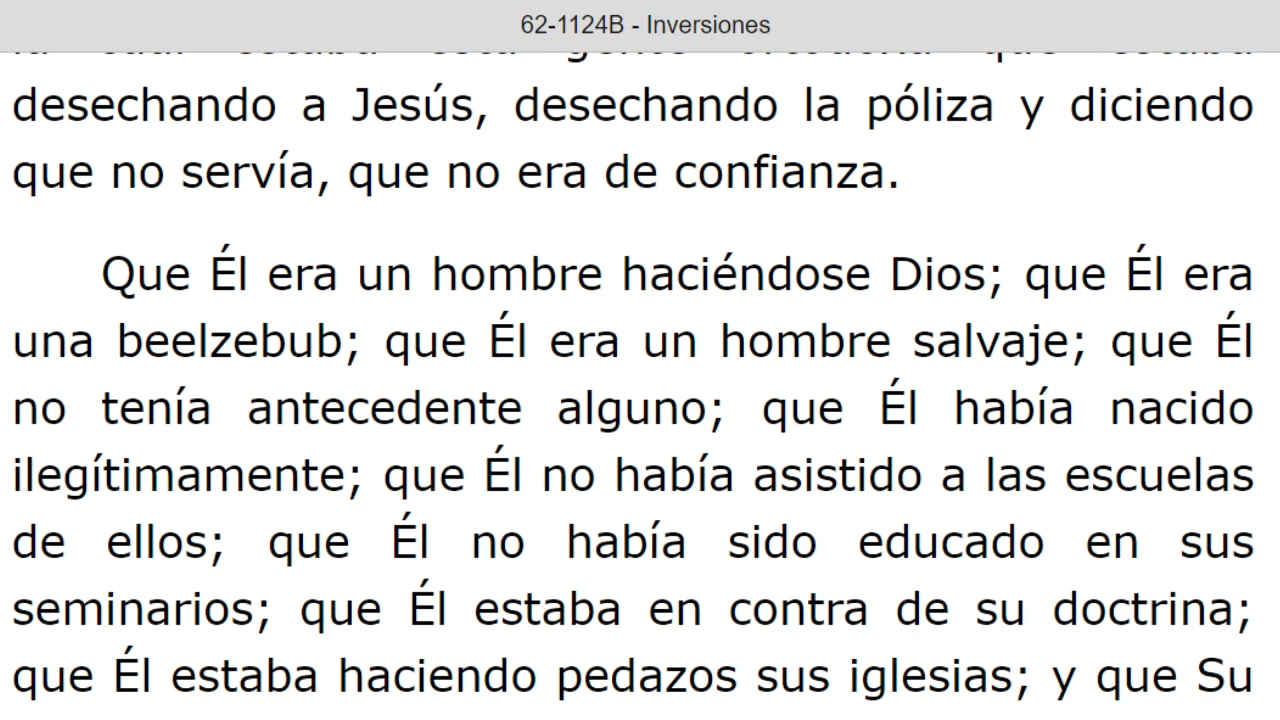 62-1124B - Inversiones
desechando a Jesús, desechando la póliza y diciendo
que no servía, que no era de confianza.
Que Él era un hombre haciéndose Dios; que Él era
una beelzebub; que Él era un hombre salvaje; que Él
no tenía antecedente alguno; que Él había nacido
ilegítimamente; que Él no había asistido a las escuelas
de ellos; que Él no había sido educado en sus
seminarios; que Él estaba en contra de su doctrina;
que Él estaba haciendo pedazos sus iglesias; y que Su